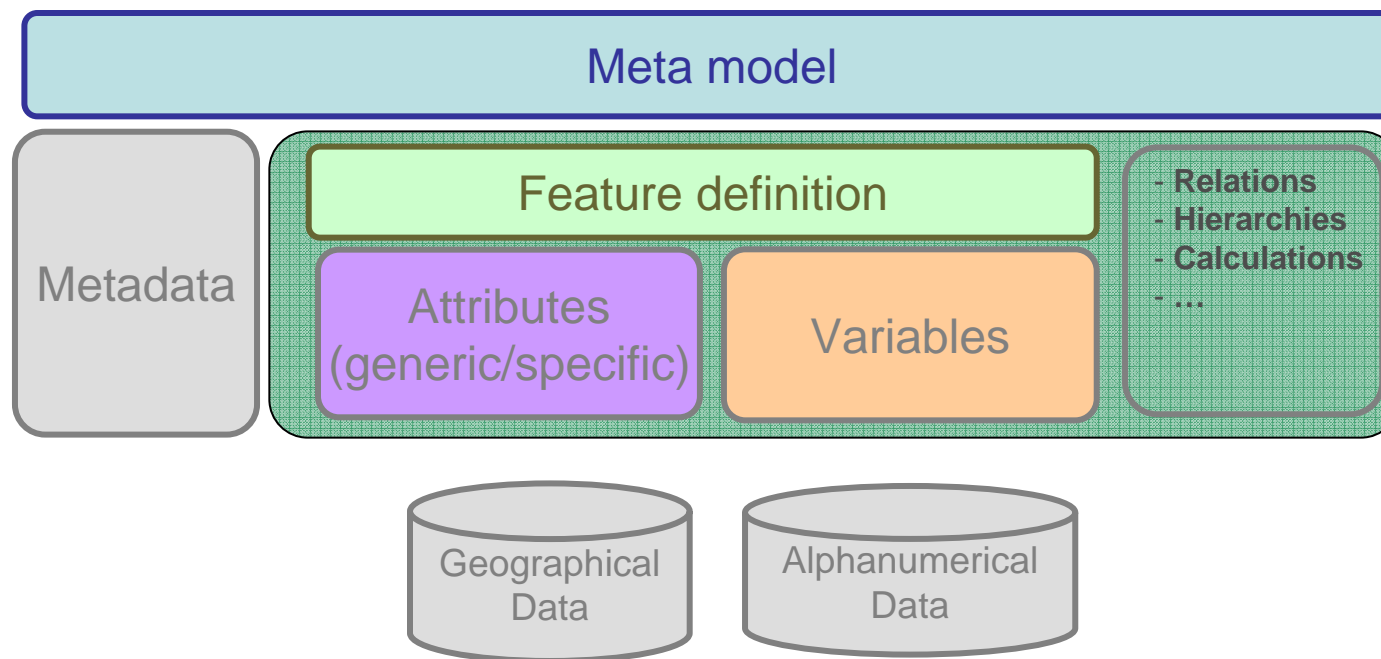 Meta model
Metadata
Feature definition
Attributes
(generic/specific)
Variables
- Relations
- Hierarchies
- Calculations
- ...
Geographical
Data
Alphanumerical
Data